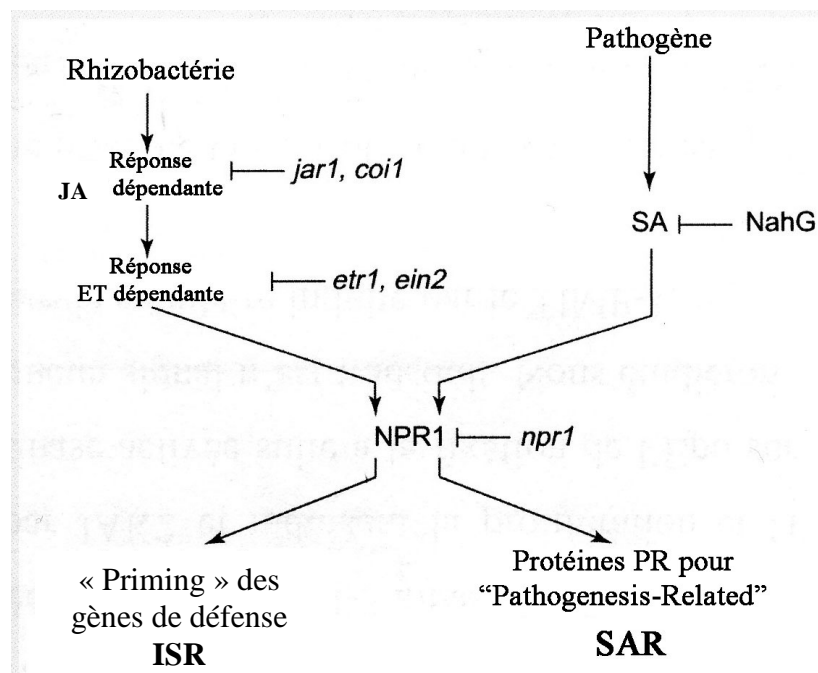 Pathogène
Rhizobactérie
Réponse
JA dépendante
jar1, coi1
SA
NahG
Réponse
ET dépendante
etr1, ein2
NPR1
npr1
« Priming » des
gènes de défense
ISR
Protéines PR pour
“Pathogenesis-Related”
SAR